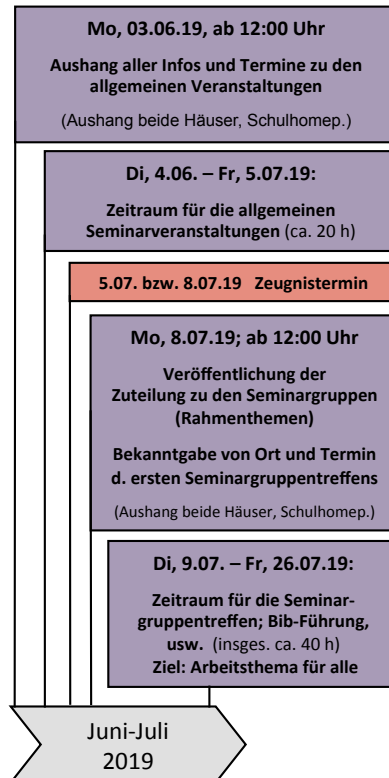 Mo, 03.06.19, ab 12:00 Uhr
Aushang aller Infos und Termine zu den
allgemeinen Veranstaltungen
(Aushang beide Häuser, Schulhomep.)
Di, 4.06. – Fr, 5.07.19:
Zeitraum für die allgemeinen
Seminarveranstaltungen (ca. 20 h)
5.07. bzw. 8.07.19 Zeugnistermin
Mo, 8.07.19; ab 12:00 Uhr
Veröffentlichung der
Zuteilung zu den Seminargruppen
(Rahmenthemen)
Bekanntgabe von Ort und Termin
d. ersten Seminargruppentreffens
(Aushang beide Häuser, Schulhomep.)
Di, 9.07. – Fr, 26.07.19:
Zeitraum für die Seminar-
gruppentreffen; Bib-Führung,
usw. (insges. ca. 40 h)
Ziel: Arbeitsthema für alle
Juni-Juli
2019